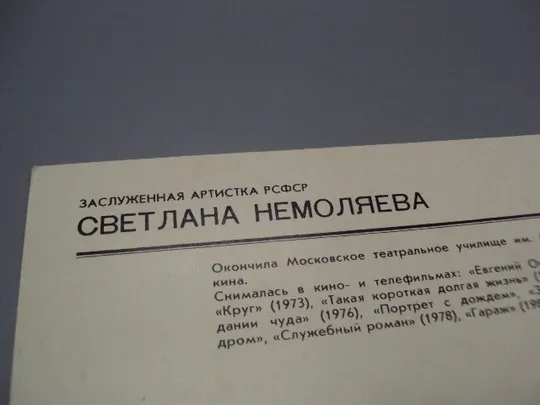 ЗАСЛУЖЕННАЯ АРТИСТКА РСФСР
СВЕТЛАНА НЕМОЛЯЕВА
Окончила Московское театральное училище им.
кина.
Снималась в кино- и телефильмах: «Евгений
«Круг» (1973), «Такая короткая долгая жизнь»
дании чуда» (1976), «Портрет с дождем»,
дром», «Служебный роман» (1978), «Гараж»